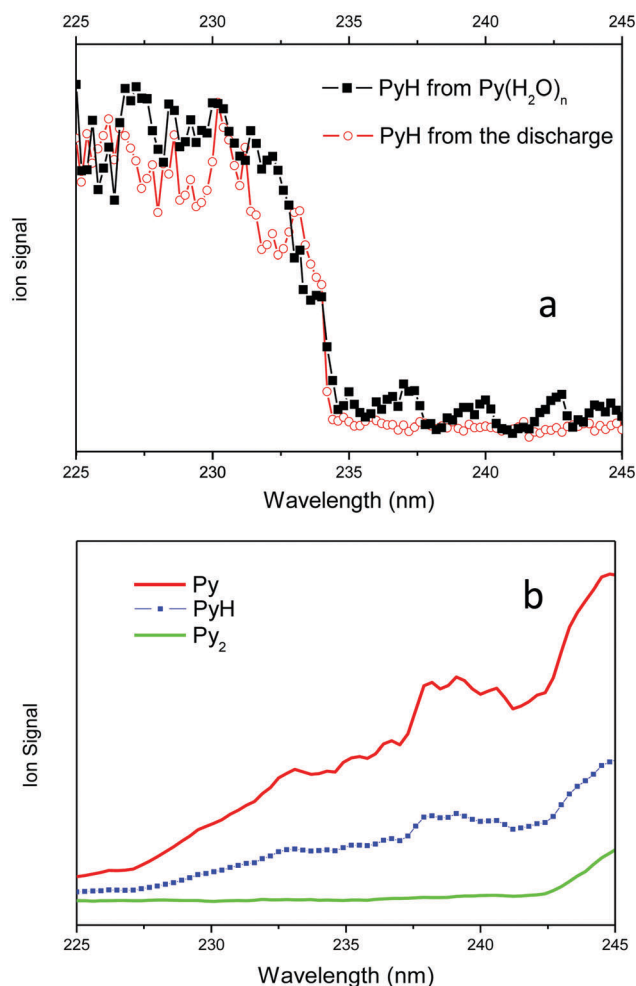 225 230 235 240 245
PyH from Py(H₂O)ₙ
PyH from the discharge
ion signal
a
225 230 235 240 245
Wavelength (nm)
Py
PyH
Py₂
b
Ion Signal
225 230 235 240 245
Wavelength (nm)